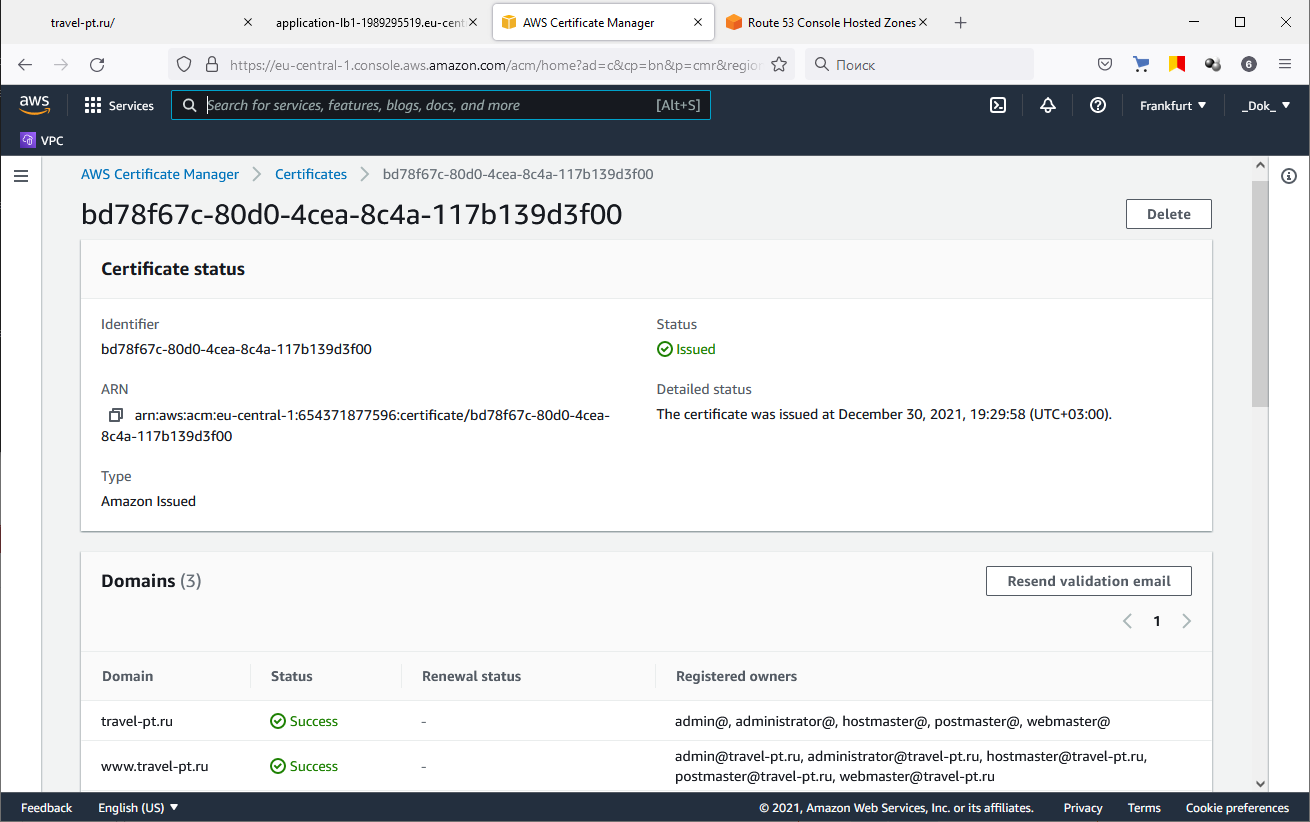 travel-pt.ru/
application-lb1-1989295519.eu-cent
AWS Certificate Manager
Route 53 Console Hosted Zones
https://eu-central-1.console.aws.amazon.com/acm/home?ad=c&cp=bn&p=cmr&region
Поиск
6
aws
Services
Search for services, features, blogs, docs, and more
[Alt+S]
Frankfurt
_Dok_
VPC
AWS Certificate Manager
Certificates
bd78f67c-80d0-4cea-8c4a-117b139d3f00
bd78f67c-80d0-4cea-8c4a-117b139d3f00
Delete
Certificate status
Identifier
bd78f67c-80d0-4cea-8c4a-117b139d3f00
Status
Issued
ARN
arn:aws:acm:eu-central-1:654371877596:certificate/bd78f67c-80d0-4cea-
8c4a-117b139d3f00
Detailed status
The certificate was issued at December 30, 2021, 19:29:58 (UTC+03:00).
Type
Amazon Issued
Domains (3)
Resend validation email
1
Domain Status Renewal status Registered owners
travel-pt.ru Success - admin@, administrator@, hostmaster@, postmaster@, webmaster@
www.travel-pt.ru Success - admin@travel-pt.ru, administrator@travel-pt.ru, hostmaster@travel-pt.ru,
postmaster@travel-pt.ru, webmaster@travel-pt.ru
Feedback
English (US)
© 2021, Amazon Web Services, Inc. or its affiliates.
Privacy
Terms
Cookie preferences